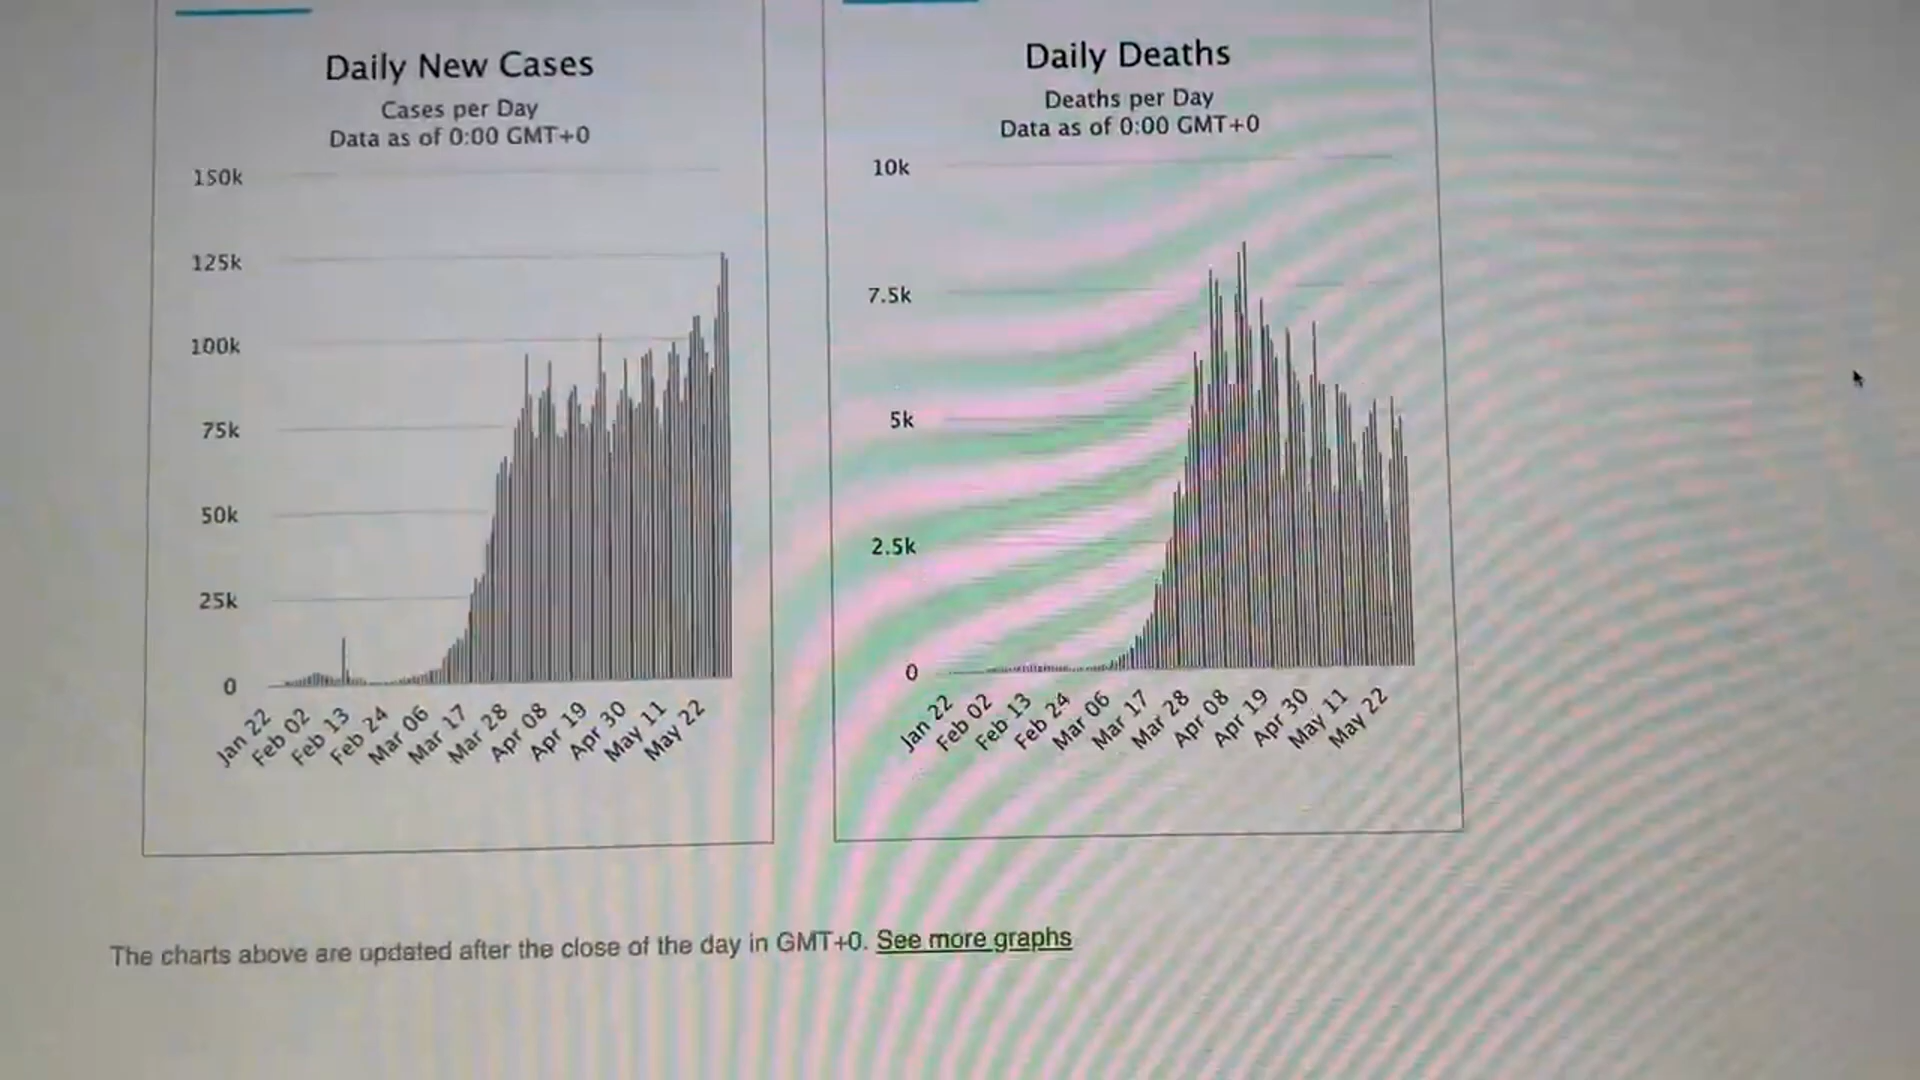 Daily New Cases
Cases per Day
Data as of 0:00 GMT+0
150k
125k
100k
75k
50k
25k
0
Jan 22
Feb 02
Feb 13
Feb 24
Mar 06
Mar 17
Mar 28
Apr 08
Apr 19
Apr 30
May 11
May 22
Daily Deaths
Deaths per Day
Data as of 0:00 GMT+0
10k
7.5k
5k
2.5k
0
Jan 22
Feb 02
Feb 13
Feb 24
Mar 06
Mar 17
Mar 28
Apr 08
Apr 19
Apr 30
May 11
May 22
The charts above are updated after the close of the day in GMT+0. See more graphs